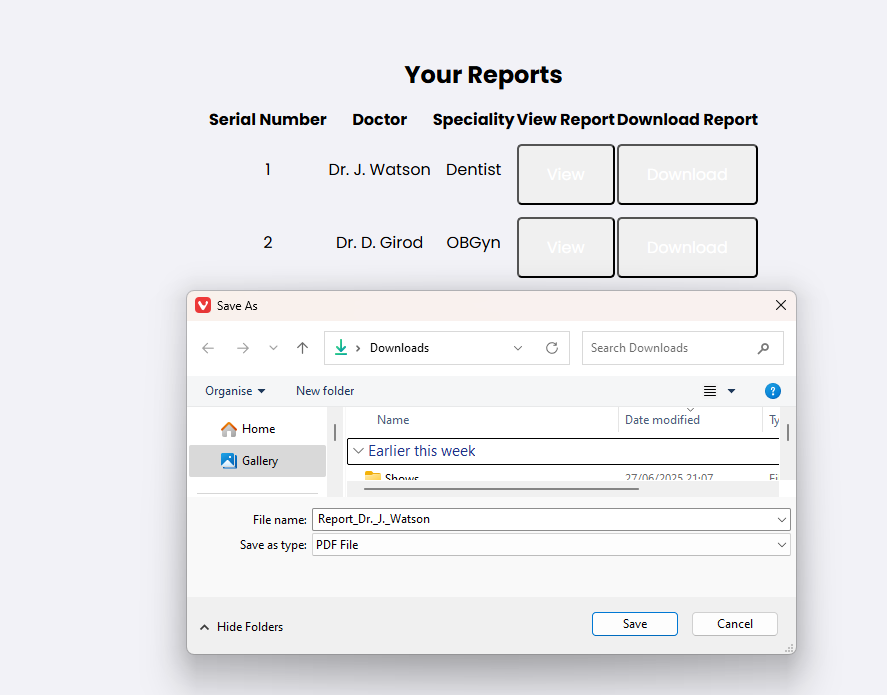 Your Reports
Serial Number Doctor Speciality View Report Download Report
1 Dr. J. Watson Dentist View Download
2 Dr. D. Girod OBGyn View Download
Save As
Downloads Search Downloads
Organise New folder
Home
Gallery
Name Date modified Ty
Earlier this week
Shows 27/06/2025 21:07 Fi
File name: Report_Dr._J._Watson
Save as type: PDF File
Hide Folders Save Cancel